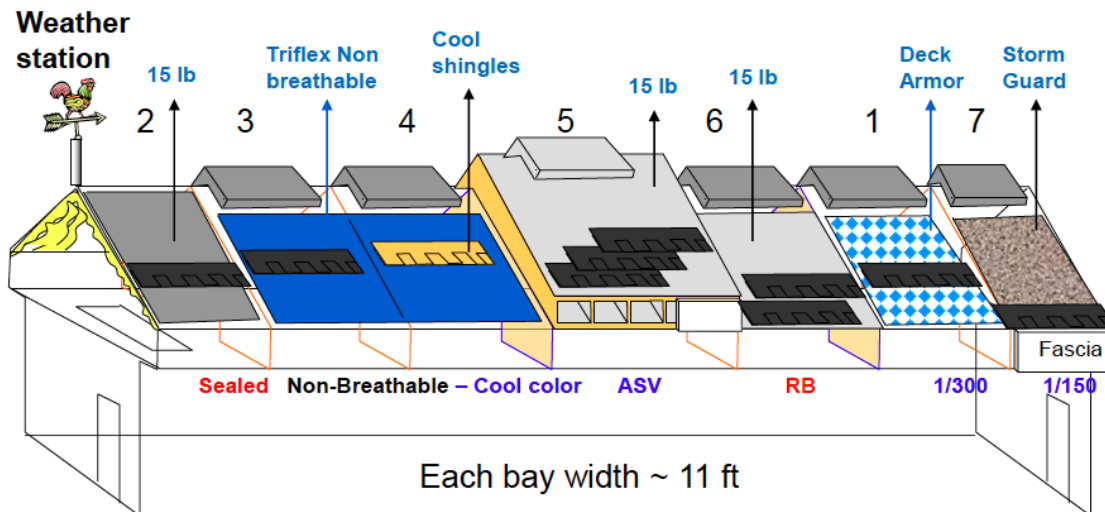 Weather
station
15 lb
Triflex Non
breathable
Cool
shingles
15 lb
15 lb
Deck
Armor
Storm
Guard
2
3
4
5
6
1
7
Fascia
Sealed
Non-Breathable – Cool color
ASV
RB
1/300
1/150
Each bay width ~ 11 ft